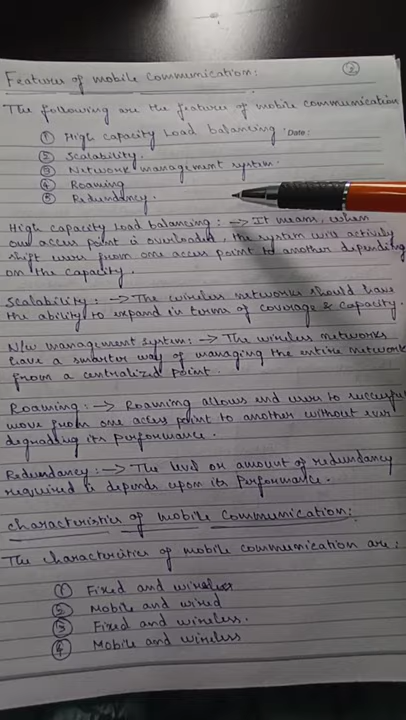 Features of mobile communication:
②
The following are the features of mobile communication
① High capacity Load balancing. Date:
② Scalability.
③ Network management system.
④ Roaming
⑤ Redundancy.
High capacity Load balancing: → It means, when
our access point is overloaded, the system will activly
shift users from one access point to another depending
on the capacity.
Scalability: → The wireless networks should have
the ability to expand in terms of coverage & capacity.
N/w management system: → The wireless networks
have a smarter way of managing the entire network
from a centralized point.
Roaming: → Roaming allows end users to successful
move from one access point to another without ever
degrading its performance.
Redundancy: → The level or amount of redundancy
required is depends upon its performance.
Characteristics of mobile communication:
The characteristics of mobile communication are:
① Fixed and wired
② Mobile and wired
③ Fixed and wireless.
④ Mobile and wireless